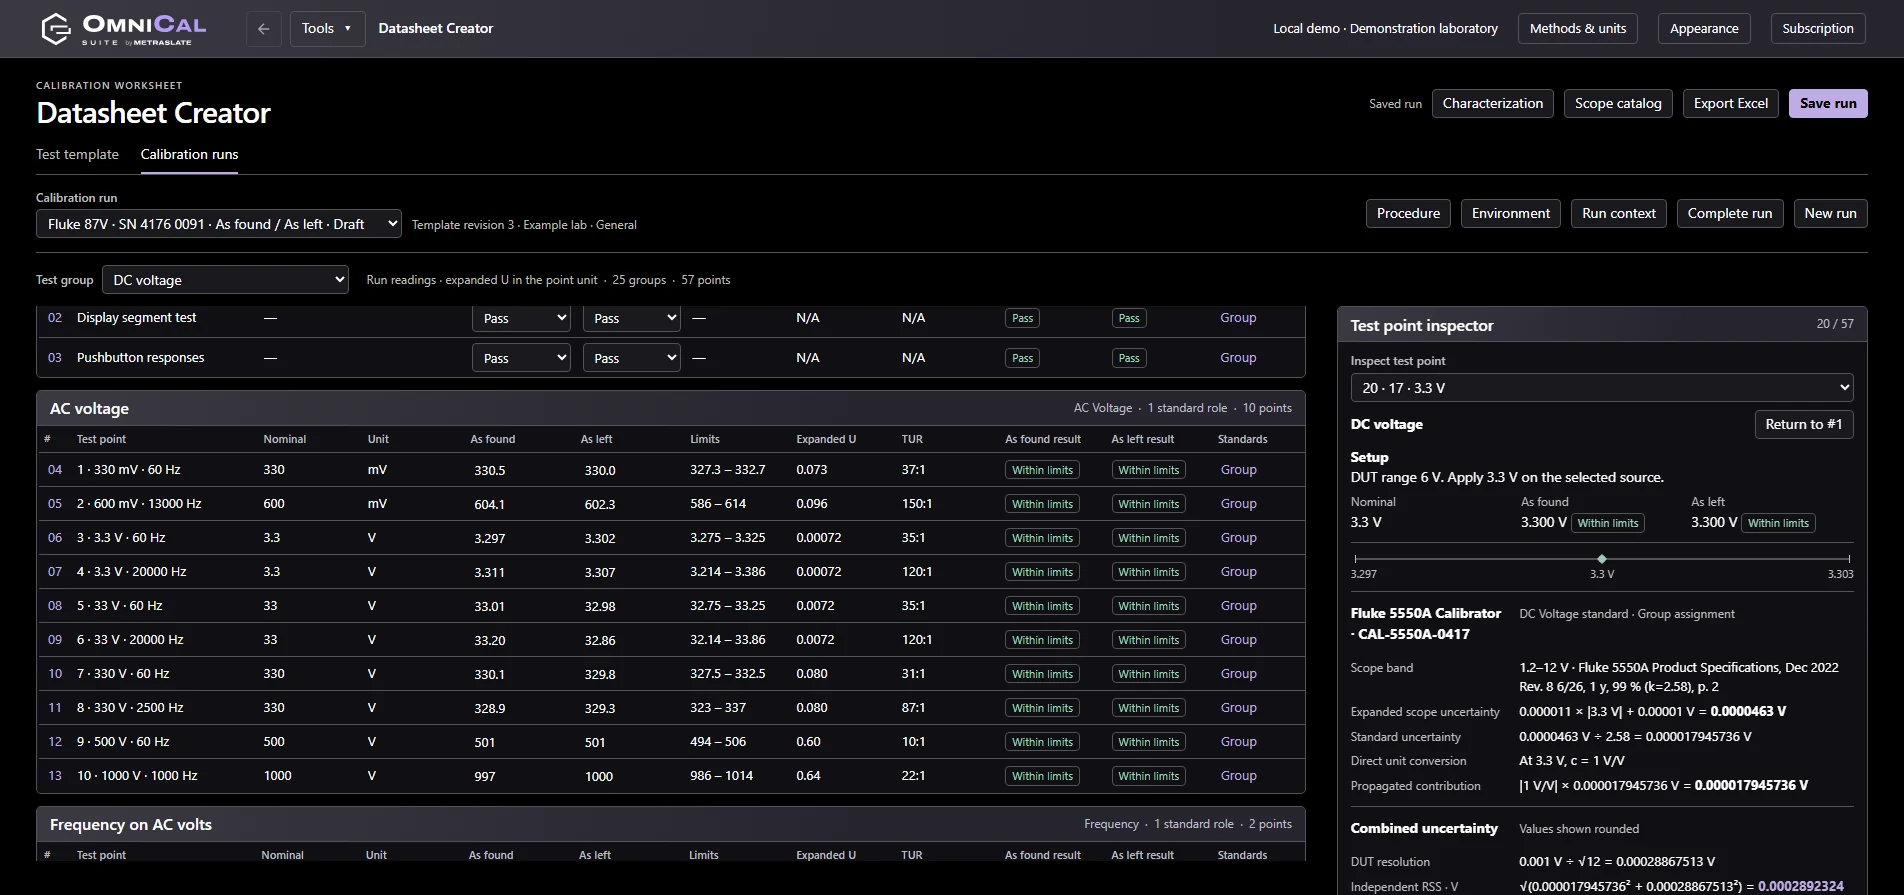 OMNICAL
SUITE by METRASLATE
←
Tools ▼
Datasheet Creator
Local demo · Demonstration laboratory
Methods & units
Appearance
Subscription
CALIBRATION WORKSHEET
Datasheet Creator
Saved run
Characterization
Scope catalog
Export Excel
Save run
Test template
Calibration runs
Calibration run
Fluke 87V · SN 4176 0091 · As found / As left · Draft
Template revision 3 · Example lab · General
Procedure
Environment
Run context
Complete run
New run
Test group
DC voltage
Run readings · expanded U in the point unit · 25 groups · 57 points
02 Display segment test — Pass Pass — N/A N/A Pass Pass Group
03 Pushbutton responses — Pass Pass — N/A N/A Pass Pass Group
AC voltage
AC Voltage · 1 standard role · 10 points
# Test point Nominal Unit As found As left Limits Expanded U TUR As found result As left result Standards
04 1 · 330 mV · 60 Hz 330 mV 330.5 330.0 327.3 – 332.7 0.073 37:1 Within limits Within limits Group
05 2 · 600 mV · 13000 Hz 600 mV 604.1 602.3 586 – 614 0.096 150:1 Within limits Within limits Group
06 3 · 3.3 V · 60 Hz 3.3 V 3.297 3.302 3.275 – 3.325 0.00072 35:1 Within limits Within limits Group
07 4 · 3.3 V · 20000 Hz 3.3 V 3.311 3.307 3.214 – 3.386 0.00072 120:1 Within limits Within limits Group
08 5 · 33 V · 60 Hz 33 V 33.01 32.98 32.75 – 33.25 0.0072 35:1 Within limits Within limits Group
09 6 · 33 V · 20000 Hz 33 V 33.20 32.86 32.14 – 33.86 0.0072 120:1 Within limits Within limits Group
10 7 · 330 V · 60 Hz 330 V 330.1 329.8 327.5 – 332.5 0.080 31:1 Within limits Within limits Group
11 8 · 330 V · 2500 Hz 330 V 328.9 329.3 323 – 337 0.080 87:1 Within limits Within limits Group
12 9 · 500 V · 60 Hz 500 V 501 501 494 – 506 0.60 10:1 Within limits Within limits Group
13 10 · 1000 V · 1000 Hz 1000 V 997 1000 986 – 1014 0.64 22:1 Within limits Within limits Group
Frequency on AC volts
Frequency · 1 standard role · 2 points
# Test point Nominal Unit As found As left Limits Expanded U TUR As found result As left result Standards
Test point inspector
20 / 57
Inspect test point
20 · 17 · 3.3 V
DC voltage
Return to #1
Setup
DUT range 6 V. Apply 3.3 V on the selected source.
Nominal As found As left
3.3 V 3.300 V Within limits 3.300 V Within limits
3.297 3.3 V 3.303
Fluke 5550A Calibrator DC Voltage standard · Group assignment
· CAL-5550A-0417
Scope band 1.2–12 V · Fluke 5550A Product Specifications, Dec 2022
Rev. 8 6/26, 1 y, 99 % (k=2.58), p. 2
Expanded scope uncertainty 0.000011 × |3.3 V| + 0.00001 V = 0.0000463 V
Standard uncertainty 0.0000463 V ÷ 2.58 = 0.000017945736 V
Direct unit conversion At 3.3 V, c = 1 V/V
Propagated contribution |1 V/V| × 0.000017945736 V = 0.000017945736 V
Combined uncertainty Values shown rounded
DUT resolution 0.001 V ÷ √12 = 0.00028867513 V
Independent RSS · V √(0.000017945736² + 0.00028867513²) = 0.0002892324